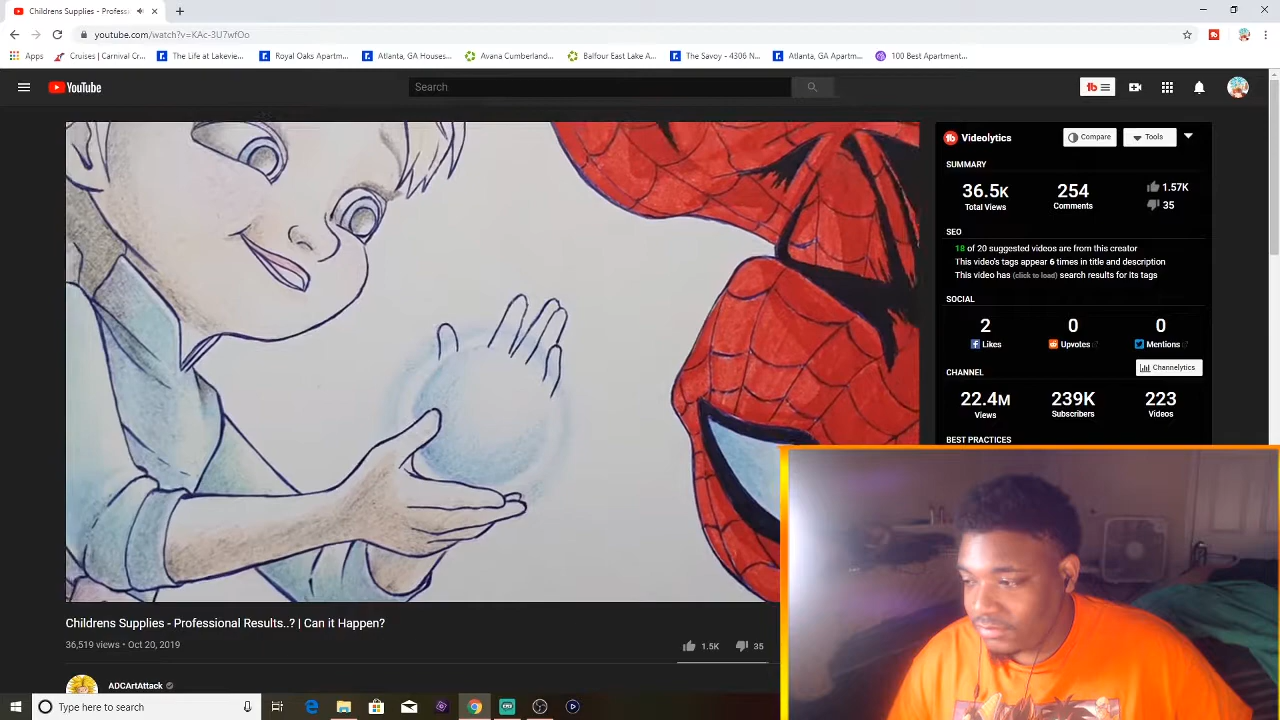 Childrens Supplies - Profess
youtube.com/watch?v=KAc-3U7wfOo
Apps
Cruises | Carnival Cr...
The Life at Lakevie...
Royal Oaks Apartm...
Atlanta, GA Houses...
Avana Cumberland...
Balfour East Lake A...
The Savoy - 4306 N...
Atlanta, GA Apartm...
100 Best Apartment...
YouTube
Search
tb
tb Videolytics
Compare
Tools
SUMMARY
36.5K
254
1.57K
Total Views
Comments
35
SEO
18 of 20 suggested videos are from this creator
This video's tags appear 6 times in title and description
This video has (click to load) search results for its tags
SOCIAL
2
0
0
Likes
Upvotes
Mentions
CHANNEL
Channelytics
22.4M
239K
223
Views
Subscribers
Videos
BEST PRACTICES
Childrens Supplies - Professional Results..? | Can it Happen?
36,519 views • Oct 20, 2019
1.5K
35
ADCArtAttack
Type here to search